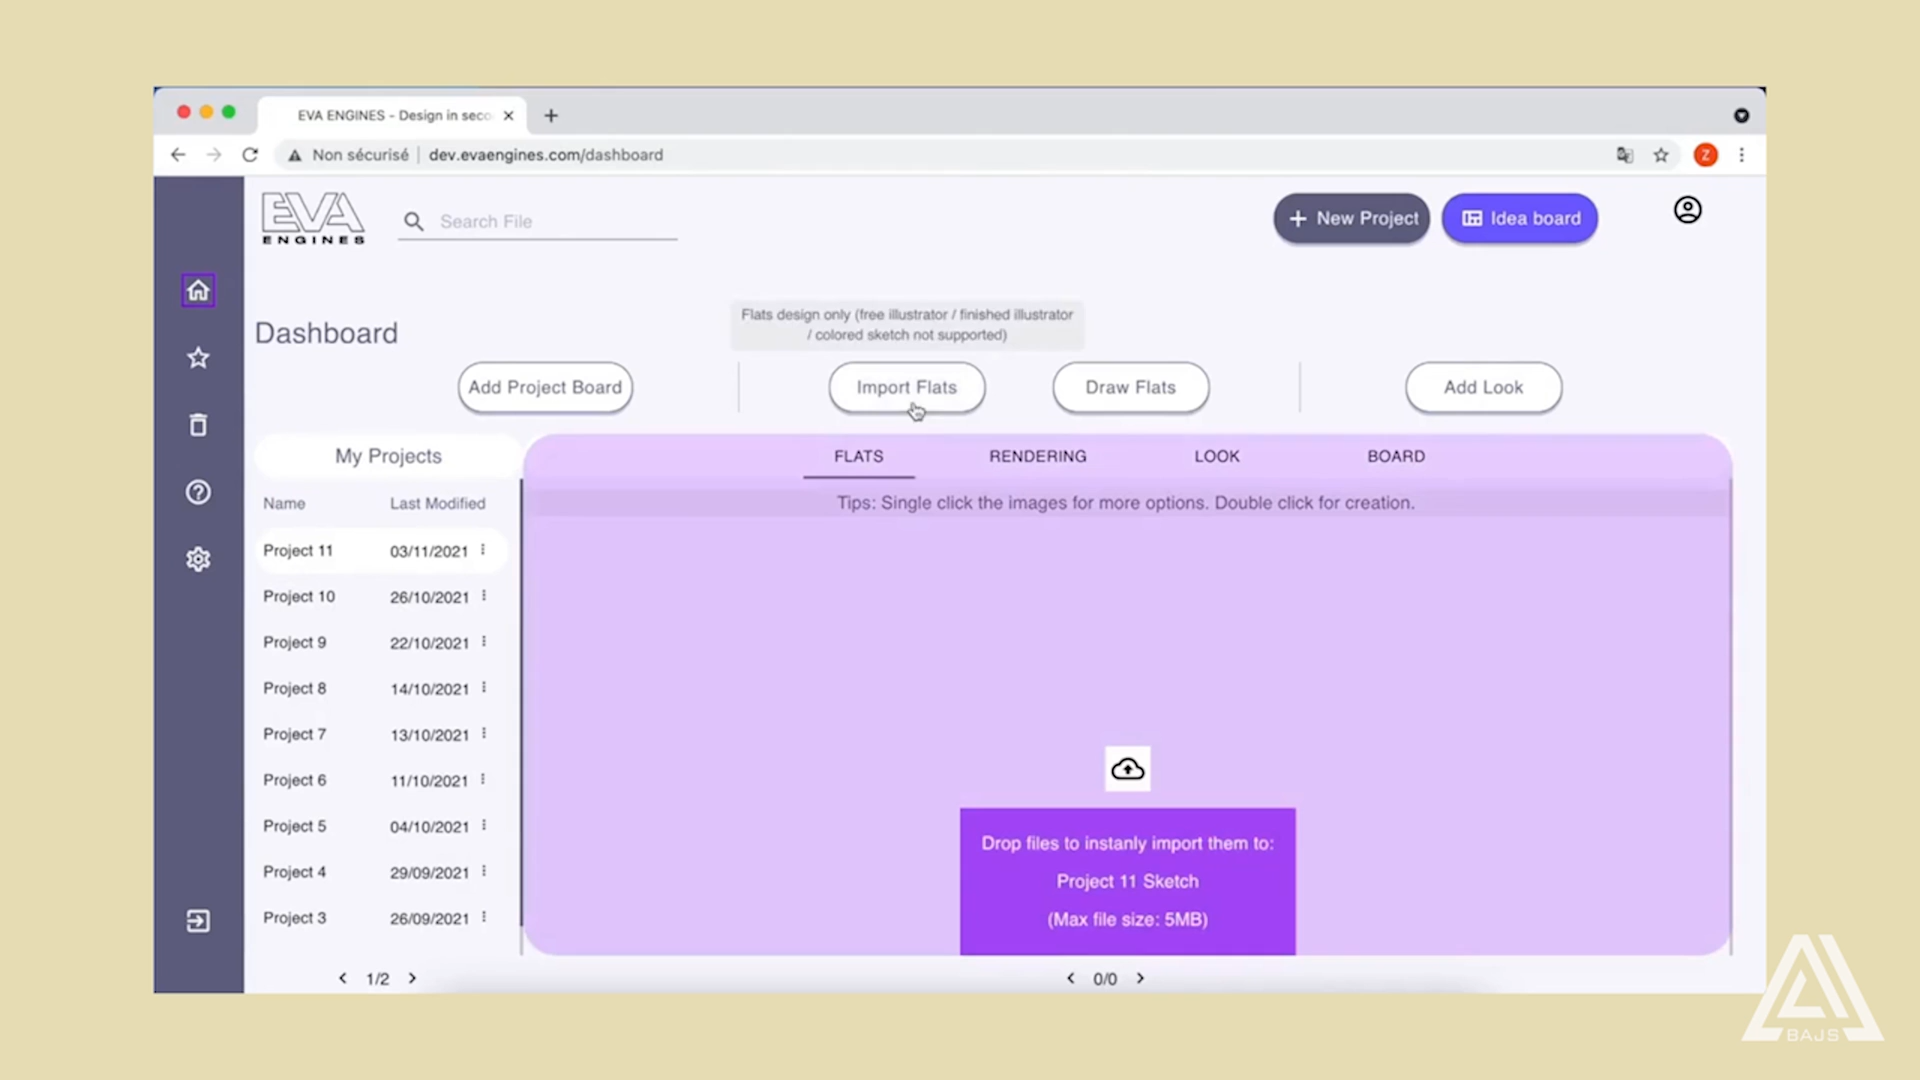 EVA ENGINES - Design in seco
Non sécurisé
dev.evaengines.com/dashboard
Z
EVA
ENGINES
Search File
New Project
Idea board
Dashboard
Flats design only (free illustrator / finished illustrator
/ colored sketch not supported)
Add Project Board
Import Flats
Draw Flats
Add Look
My Projects
Name Last Modified
Project 11 03/11/2021
Project 10 26/10/2021
Project 9 22/10/2021
Project 8 14/10/2021
Project 7 13/10/2021
Project 6 11/10/2021
Project 5 04/10/2021
Project 4 29/09/2021
Project 3 26/09/2021
1/2
FLATS RENDERING LOOK BOARD
Tips: Single click the images for more options. Double click for creation.
Drop files to instanly import them to:
Project 11 Sketch
(Max file size: 5MB)
0/0
BAJS